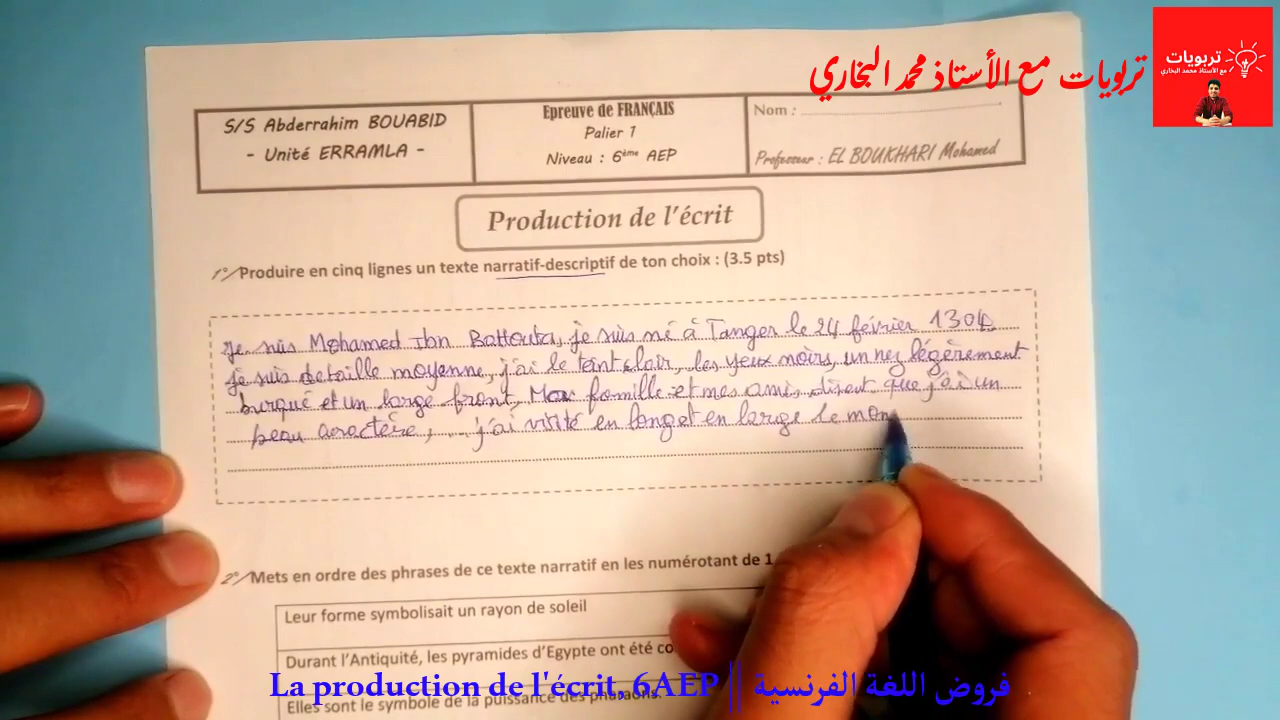 تربويات مع الأستاذ محمد البخاري
تربويات
مع الأستاذ محمد البخاري
S/S Abderrahim BOUABID
- Unité ERRAMLA -
Epreuve de FRANÇAIS
Palier 1
Niveau : 6ème AEP
Nom :
Professeur : EL BOUKHARI Mohamed
Production de l'écrit
1°/ Produire en cinq lignes un texte narratif-descriptif de ton choix : (3.5 pts)
Je suis Mohamed Ibn Battouta, je suis né à Tanger le 24 février 1304
je suis de taille moyenne, j'ai le teint clair, les yeux noirs, un nez légèrement
burqué et un large front, Ma famille et mes amis disent que j'ai un
beau caractère, j'ai visité en long et en large le mon
2°/ Mets en ordre des phrases de ce texte narratif en les numérotant de 1
Leur forme symbolisait un rayon de soleil
Durant l'Antiquité, les pyramides d'Egypte ont été co
Elles sont le symbole de la puissance des pharaons.
La production de l'écrit, 6AEP || فروض اللغة الفرنسية